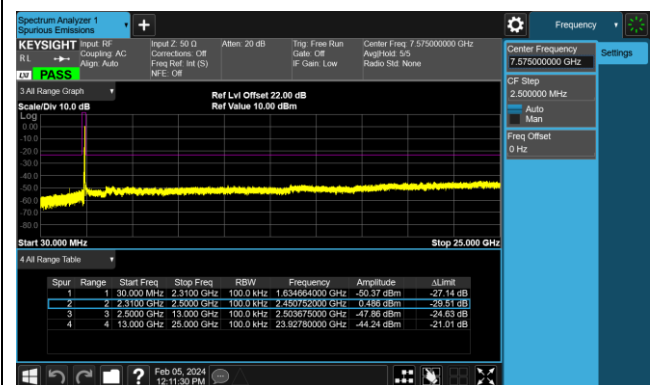 Spectrum Analyzer 1
Spurious Emissions
Frequency
KEYSIGHT
Input: RF
Coupling: AC
Align: Auto
Input Z: 50 Ω
Corrections: Off
Freq Ref: Int (S)
NFE: Off
Atten: 20 dB
Trig: Free Run
Gate: Off
IF Gain: Low
Center Freq: 7.575000000 GHz
Avg|Hold: 5/5
Radio Std: None
R L
LXI
PASS
Center Frequency
7.575000000 GHz
Settings
CF Step
2.500000 MHz
Auto
Man
Freq Offset
0 Hz
3 All Range Graph
Scale/Div 10.0 dB
Ref Lvl Offset 22.00 dB
Ref Value 10.00 dBm
Log
0.00
-10.0
-20.0
-30.0
-40.0
-50.0
-60.0
-70.0
-80.0
Start 30.000 MHz Stop 25.000 GHz
4 All Range Table
Spur Range Start Freq Stop Freq RBW Frequency Amplitude ΔLimit
1 1 30.000 MHz 2.3100 GHz 100.0 kHz 1.634664000 GHz -50.37 dBm -27.14 dB
2 2 2.3100 GHz 2.5000 GHz 100.0 kHz 2.450752000 GHz 0.486 dBm -29.51 dB
3 3 2.5000 GHz 13.000 GHz 100.0 kHz 2.503675000 GHz -47.86 dBm -24.63 dB
4 4 13.000 GHz 25.000 GHz 100.0 kHz 23.92780000 GHz -44.24 dBm -21.01 dB
?
Feb 05, 2024
12:11:30 PM